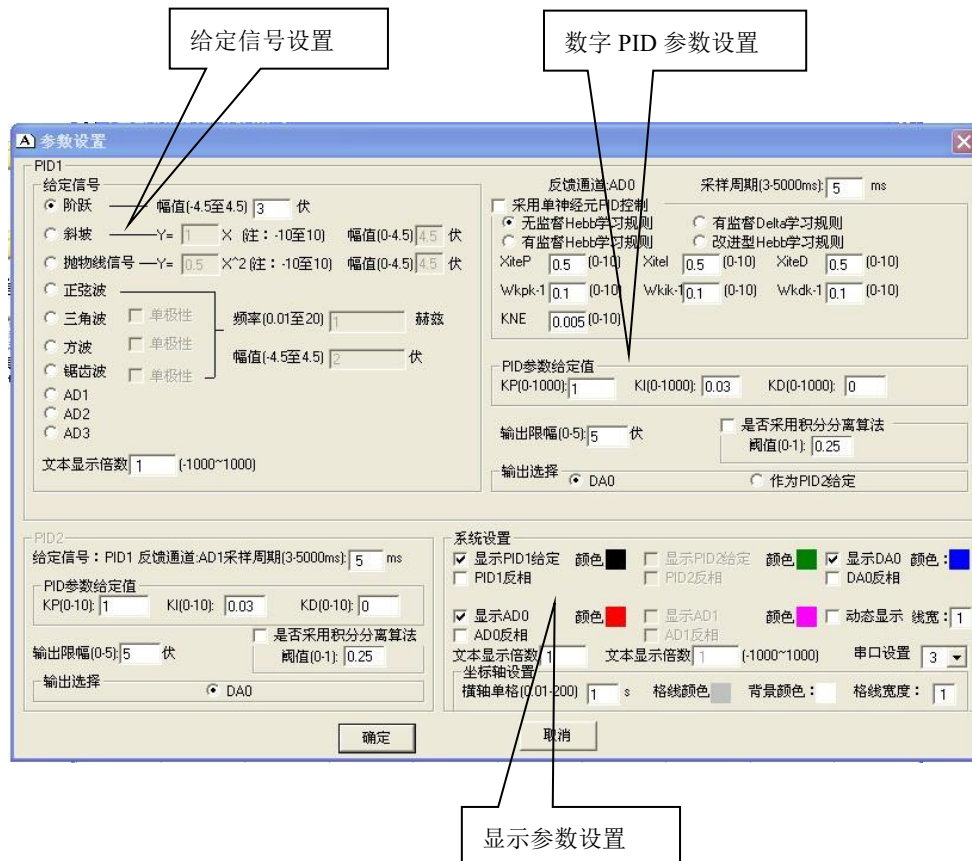 给定信号设置
数字 PID 参数设置
参数设置
PID1
给定信号
阶跃 幅值(-4.5至4.5) 3 伏
斜坡 Y= 1 X (注：-10至10) 幅值(0-4.5) 4.5 伏
抛物线信号 Y= 0.5 X^2 (注：-10至10) 幅值(0-4.5) 4.5 伏
正弦波
三角波 单极性
频率(0.01至20) 1 赫兹
方波 单极性
幅值(-4.5至4.5) 2 伏
锯齿波 单极性
AD1
AD2
AD3
文本显示倍数 1 (-1000~1000)
反馈通道:AD0 采样周期(3-5000ms): 5 ms
采用单神经元PID控制
无监督Hebb学习规则 有监督Delta学习规则
有监督Hebb学习规则 改进型Hebb学习规则
XiteP 0.5 (0-10) XiteI 0.5 (0-10) XiteD 0.5 (0-10)
Wkpk-1 0.1 (0-10) Wkik-1 0.1 (0-10) Wkdk-1 0.1 (0-10)
KNE 0.005 (0-10)
PID参数给定值
KP(0-1000): 1 KI(0-1000): 0.03 KD(0-1000): 0
输出限幅(0-5): 5 伏
是否采用积分分离算法
阈值(0-1): 0.25
输出选择
DA0 作为PID2给定
PID2
给定信号：PID1 反馈通道:AD1采样周期(3-5000ms): 5 ms
PID参数给定值
KP(0-10): 1 KI(0-10): 0.03 KD(0-10): 0
是否采用积分分离算法
输出限幅(0-5): 5 伏 阈值(0-1): 0.25
输出选择
DA0
系统设置
显示PID1给定 颜色 显示PID2给定 颜色 显示DA0 颜色：
PID1反相 PID2反相 DA0反相
显示AD0 颜色 显示AD1 颜色 动态显示 线宽： 1
AD0反相 AD1反相
文本显示倍数 1 文本显示倍数 1 (-1000~1000) 串口设置 3
坐标轴设置
横轴单格(0.01-200) 1 s 格线颜色 背景颜色： 格线宽度： 1
确定 取消
显示参数设置